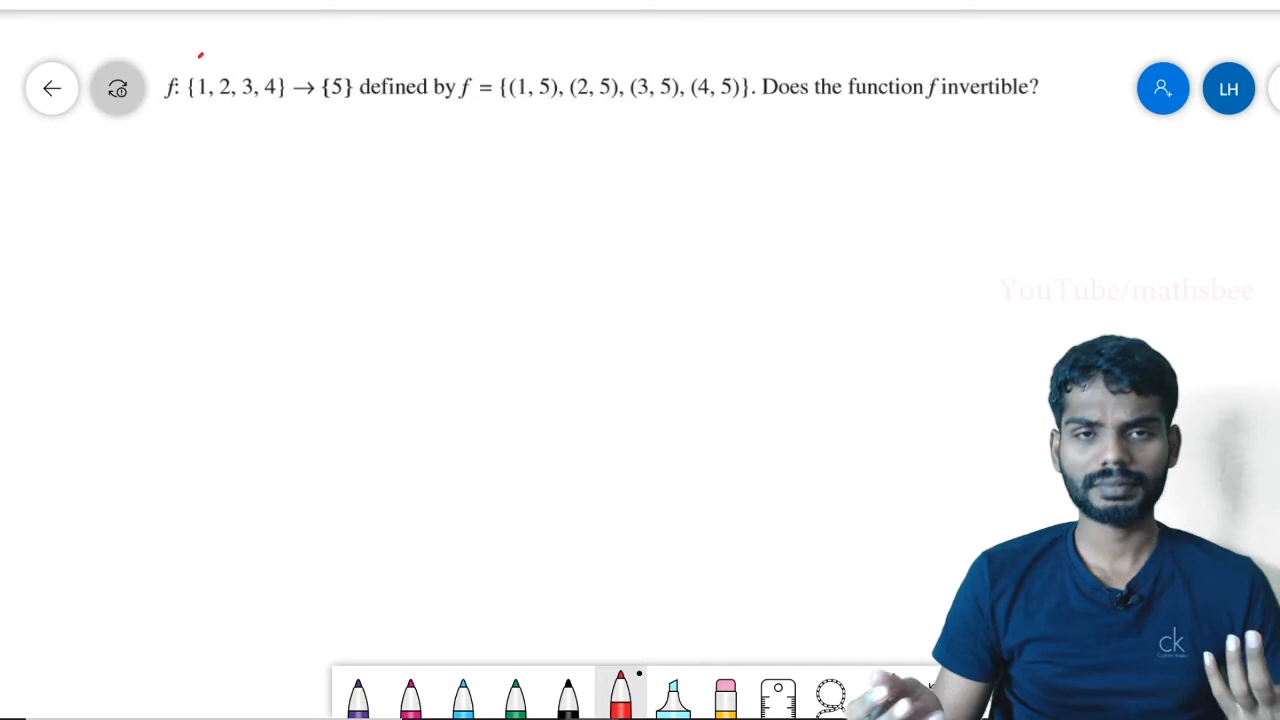 f: {1, 2, 3, 4} → {5} defined by f = {(1, 5), (2, 5), (3, 5), (4, 5)}. Does the function f invertible?
LH
YouTube/mathsbee
ck